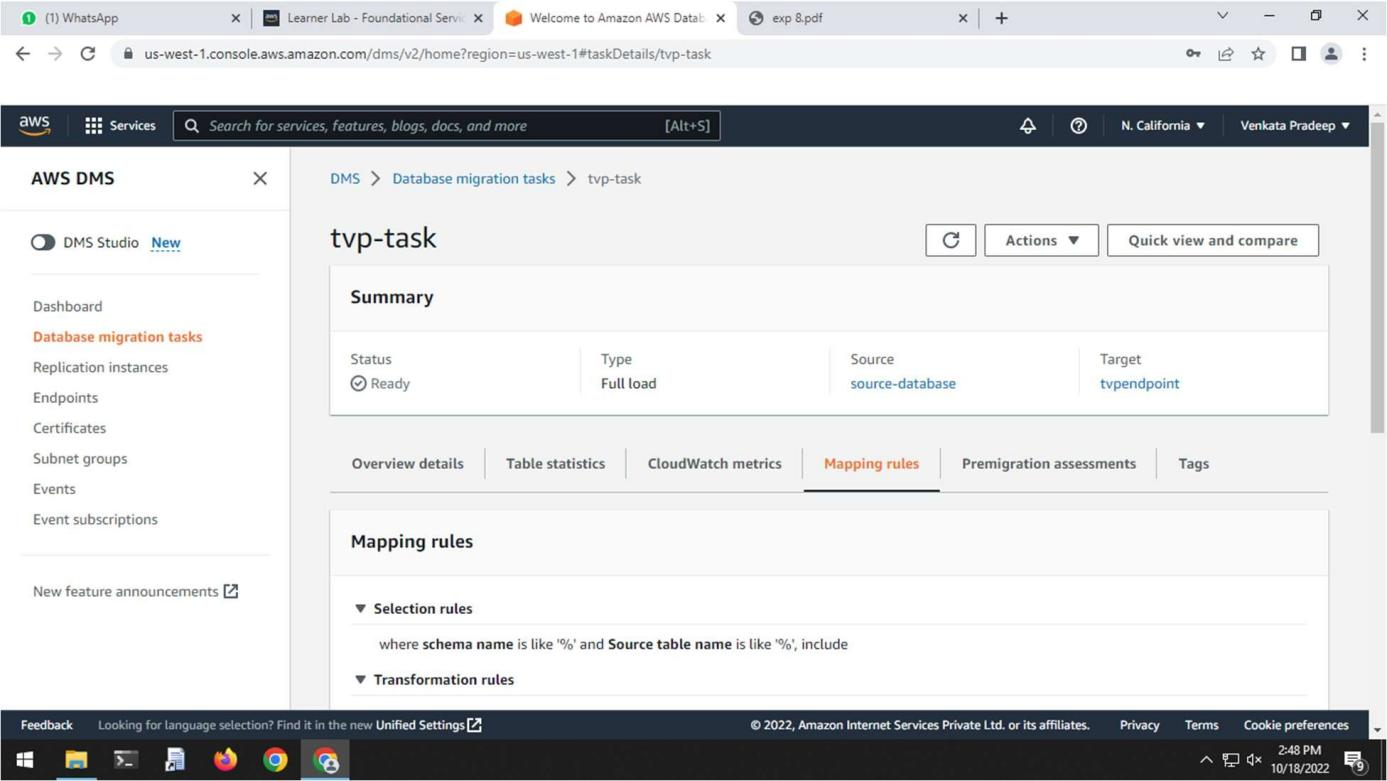 (1) WhatsApp
Learner Lab - Foundational Servic
Welcome to Amazon AWS Datab
exp 8.pdf
us-west-1.console.aws.amazon.com/dms/v2/home?region=us-west-1#taskDetails/tvp-task
aws Services Search for services, features, blogs, docs, and more [Alt+S] N. California Venkata Pradeep
AWS DMS
DMS Studio New
Dashboard
Database migration tasks
Replication instances
Endpoints
Certificates
Subnet groups
Events
Event subscriptions
New feature announcements
DMS Database migration tasks tvp-task
tvp-task
Actions Quick view and compare
Summary
Status Type Source Target
Ready Full load source-database tvpendpoint
Overview details Table statistics CloudWatch metrics Mapping rules Premigration assessments Tags
Mapping rules
Selection rules
where schema name is like '%' and Source table name is like '%', include
Transformation rules
Feedback Looking for language selection? Find it in the new Unified Settings © 2022, Amazon Internet Services Private Ltd. or its affiliates. Privacy Terms Cookie preferences
2:48 PM
10/18/2022
9